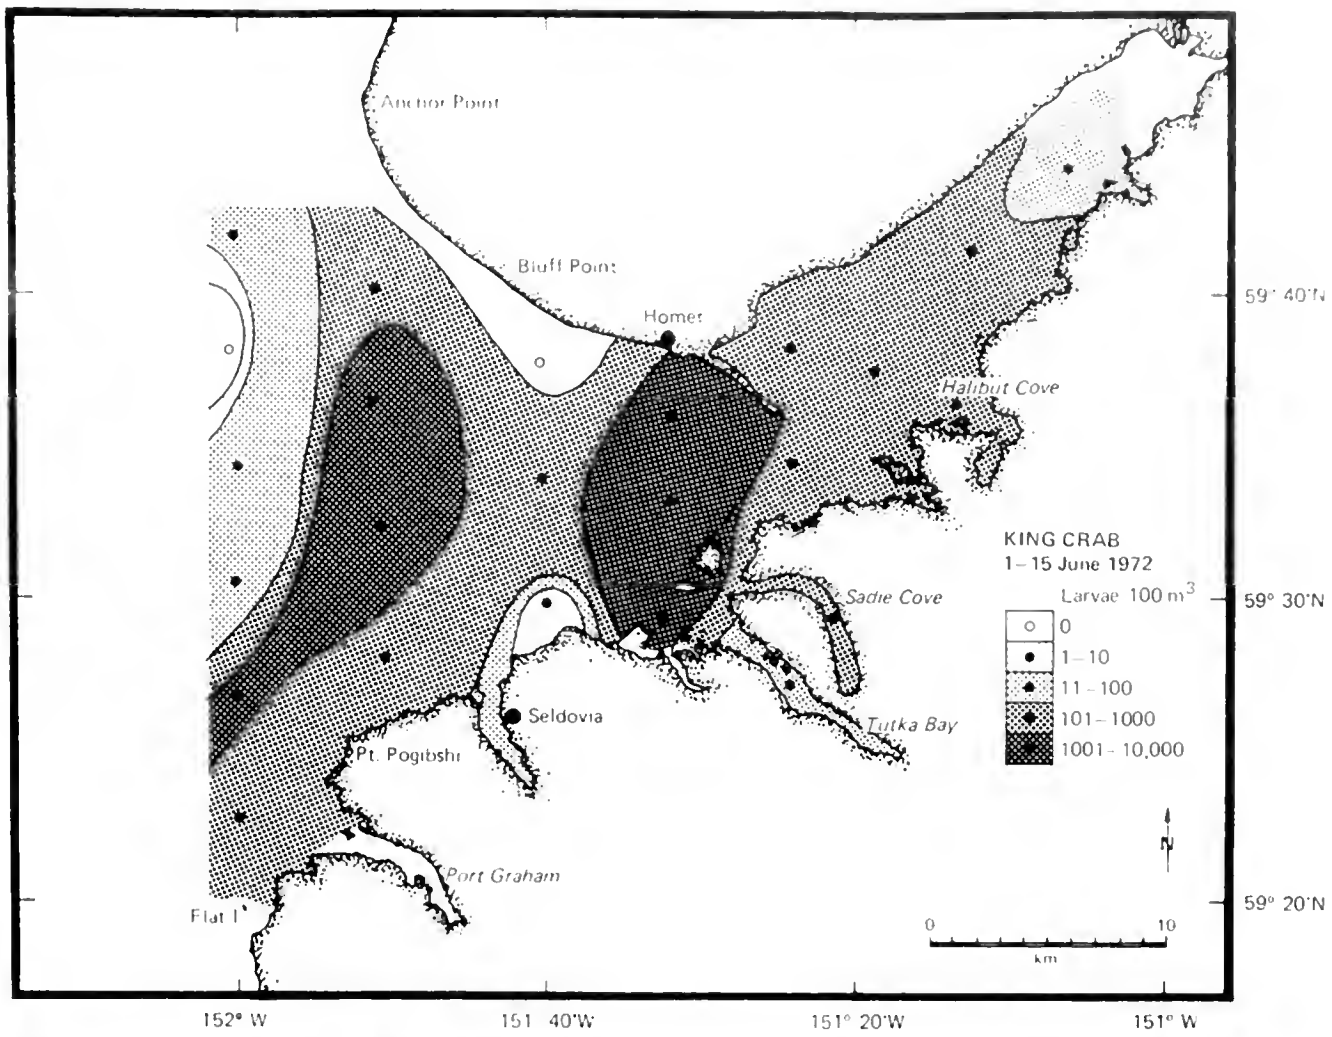 Anchor Point
Bluff Point
Homer
59° 40'N
Halibut Cove
KING CRAB
1–15 June 1972
Larvae 100 m³
0
1–10
11–100
101–1000
1001–10,000
Sadie Cove
59° 30'N
Seldovia
Tutka Bay
Pt. Pogibshi
Port Graham
Flat I
N
59° 20'N
0 10
km
152° W 151° 40'W 151° 20'W 151° W